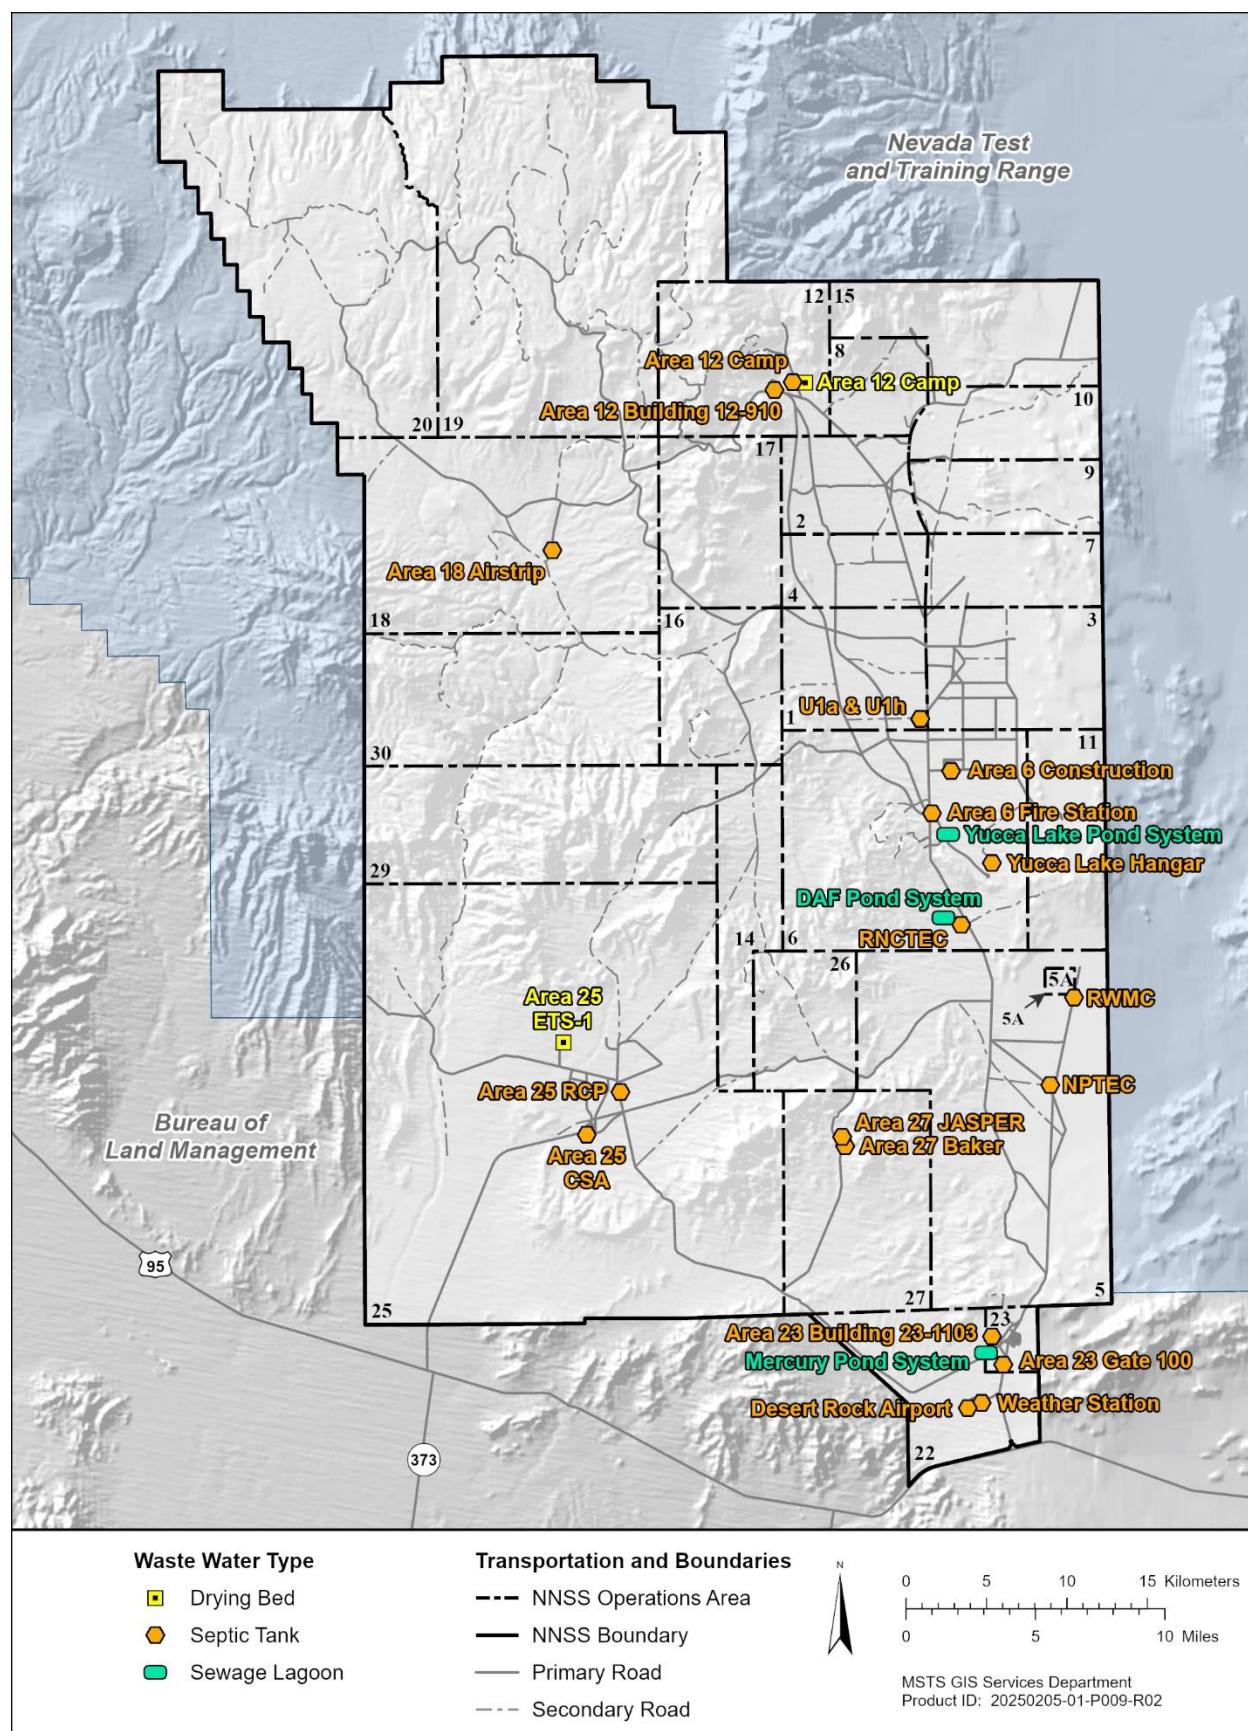 Nevada Test
and Training Range
12
15
8
Area 12 Camp
Area 12 Camp
10
Area 12 Building 12-910
20
19
17
9
2
7
Area 18 Airstrip
4
18
16
3
U1a & U1h
1
30
11
Area 6 Construction
Area 6 Fire Station
Yucca Lake Pond System
Yucca Lake Hangar
29
DAF Pond System
RNCTEC
14
6
26
5A
Area 25
ETS-1
RWMC
5A
Area 25 RCP
NPTEC
Bureau of
Land Management
Area 27 JASPER
Area 27 Baker
Area 25
CSA
95
25
27
5
23
Area 23 Building 23-1103
Mercury Pond System
Area 23 Gate 100
Desert Rock Airport
Weather Station
22
373
Waste Water Type
Drying Bed
Septic Tank
Sewage Lagoon
Transportation and Boundaries
NNSS Operations Area
NNSS Boundary
Primary Road
Secondary Road
N
0 5 10 15 Kilometers
0 5 10 Miles
MSTS GIS Services Department
Product ID: 20250205-01-P009-R02